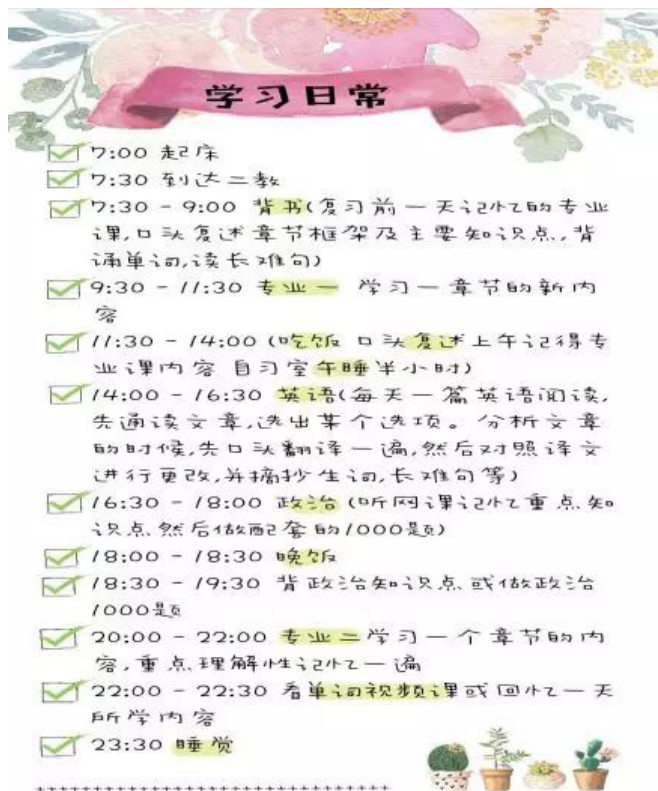 学习日常
7:00 起床
7:30 到达二教
7:30 - 9:00 背书(复习前一天记忆的专业
课,口头复述章节框架及主要知识点,背
诵单词,读长难句)
9:30 - 11:30 专业一 学习一章节的新内
容
11:30 - 14:00 (吃饭 口头复述上午记得专
业课内容 自习室午睡半小时)
14:00 - 16:30 英语(每天一篇英语阅读,
先通读文章,选出某个选项。分析文章
的时候,先口头翻译一遍,然后对照译文
进行更改,并摘抄生词,长难句等)
16:30 - 18:00 政治(听网课记忆重点知
识点然后做配套的1000题)
18:00 - 18:30 晚饭
18:30 - 19:30 背政治知识点或做政治
1000题
20:00 - 22:00 专业二学习一个章节的内
容,重点理解性记忆一遍
22:00 - 22:30 看单词视频课或回忆一天
所学内容
23:30 睡觉